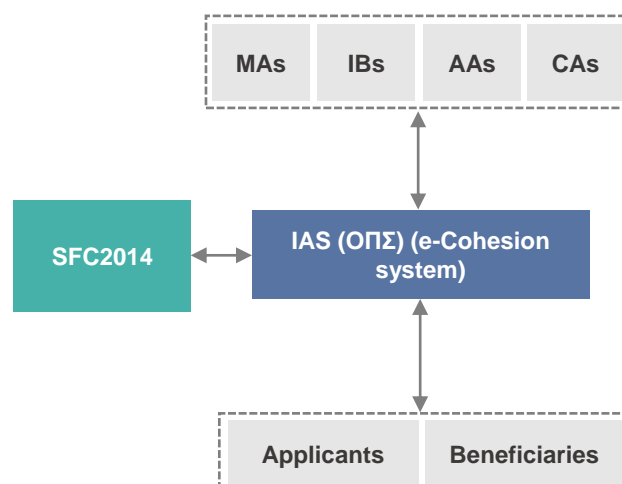 MAs IBs AAs CAs
SFC2014
IAS (ΟΠΣ) (e-Cohesion
system)
Applicants Beneficiaries